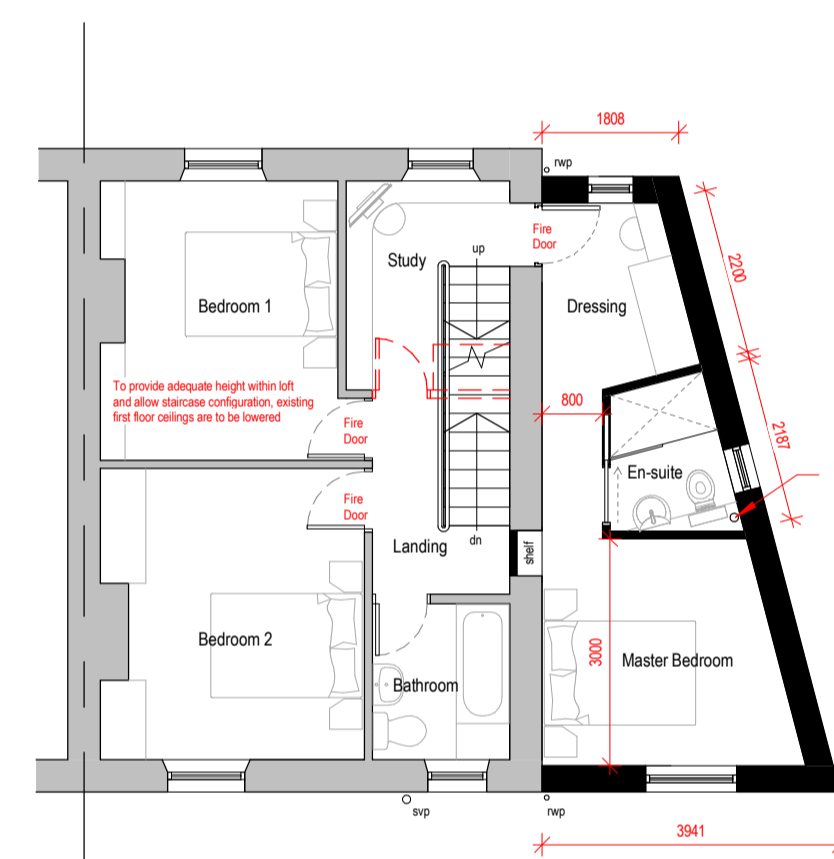 1808
rwp
Fire
Door
up
Study
2200
Bedroom 1
Dressing
To provide adequate height within loft
and allow staircase configuration, existing
first floor ceilings are to be lowered
800
Fire
Door
2187
En-suite
Fire
Door
Landing
dn
shelf
Bedroom 2
3000
Master Bedroom
Bathroom
svp
rwp
3941